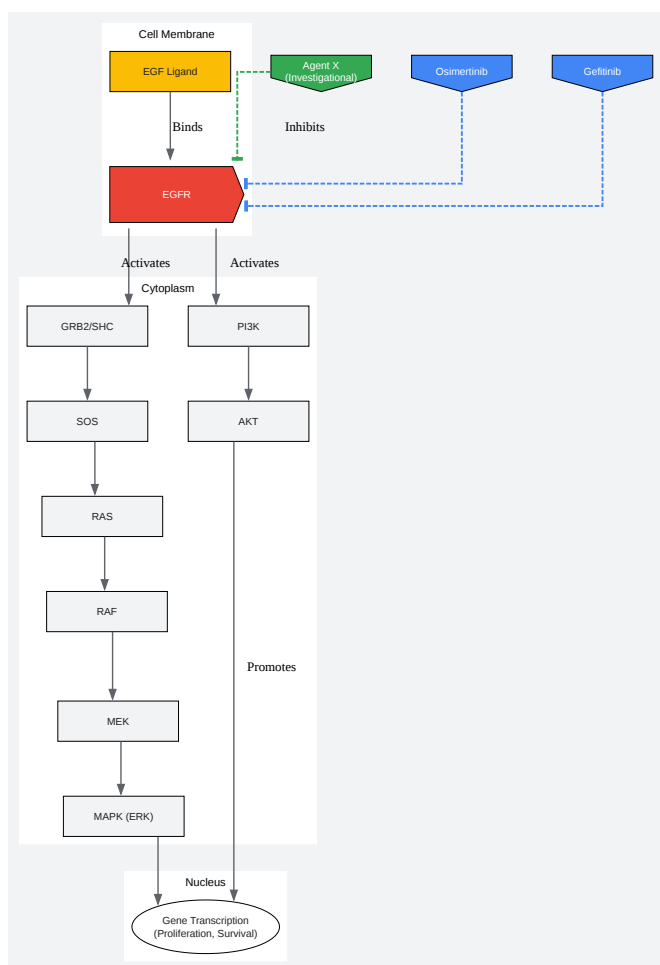 Cell Membrane
EGF Ligand
Agent X
(Investigational)
Osimertinib
Gefitinib
Binds
Inhibits
EGFR
Activates
Activates
Cytoplasm
GRB2/SHC
PI3K
SOS
AKT
RAS
RAF
Promotes
MEK
MAPK (ERK)
Nucleus
Gene Transcription
(Proliferation, Survival)